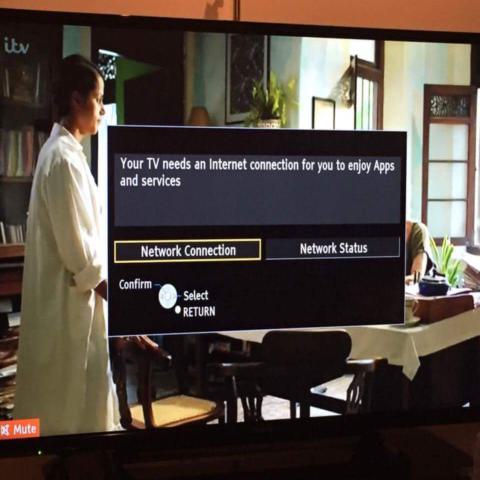 itv
Your TV needs an Internet connection for you to enjoy Apps
and services
Network Connection
Network Status
Confirm
Select
RETURN
Mute